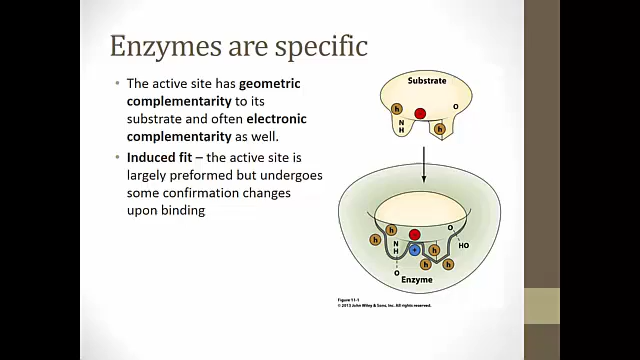 Enzymes are specific
• The active site has geometric
complementarity to its
substrate and often electronic
complementarity as well.
• Induced fit – the active site is
largely preformed but undergoes
some confirmation changes
upon binding
Substrate
h
–
O
N
H
h
h
–
O
h
N
H
+
HO
h
h
h
O
Enzyme
Figure 11-1
© 2013 John Wiley & Sons, Inc. All rights reserved.